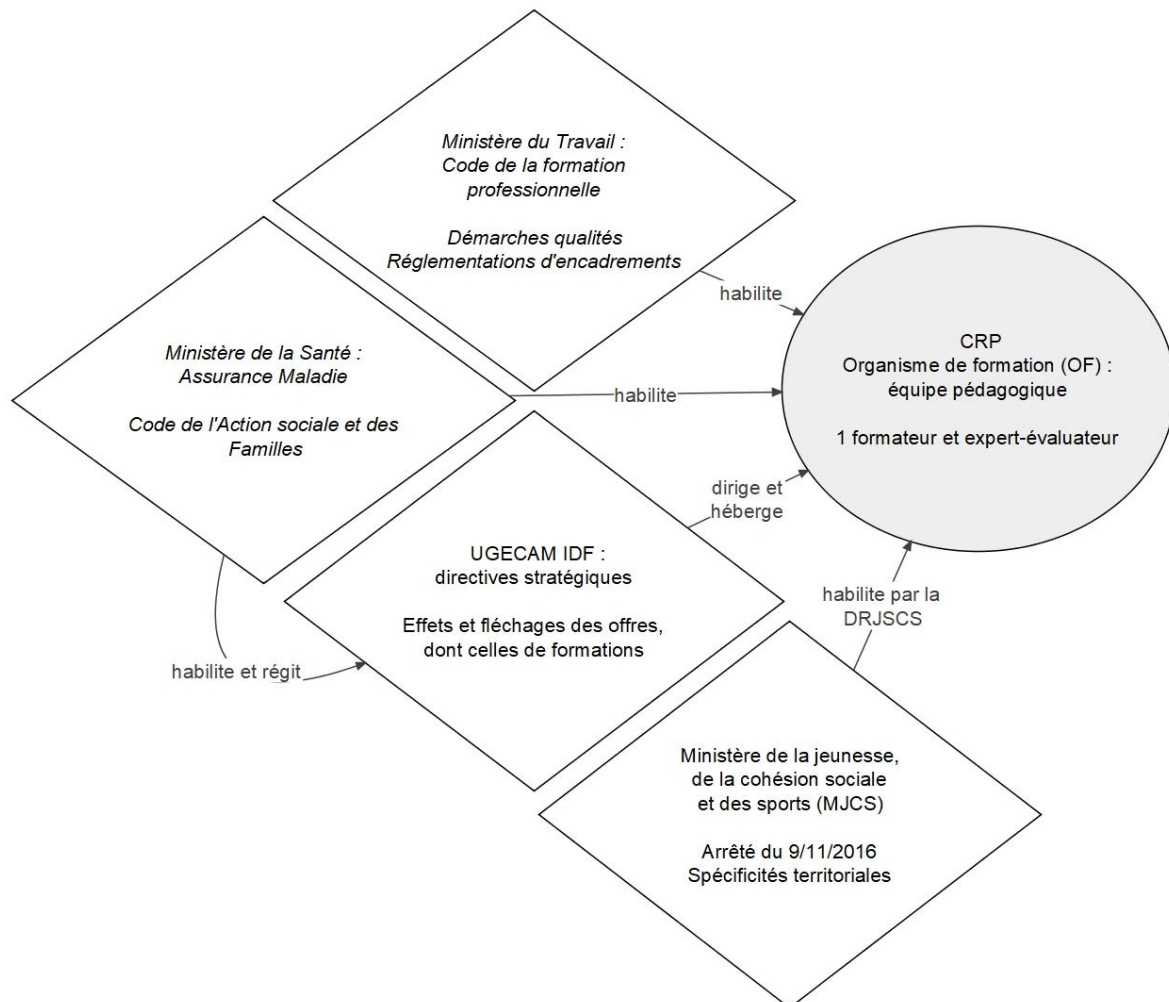 Ministère du Travail :
Code de la formation
professionnelle
Démarches qualités
Réglementations d'encadrements
habilite
Ministère de la Santé :
Assurance Maladie
Code de l'Action sociale et des
Familles
habilite
CRP
Organisme de formation (OF) :
équipe pédagogique
1 formateur et expert-évaluateur
dirige et
héberge
UGECAM IDF :
directives stratégiques
Effets et fléchages des offres,
dont celles de formations
habilite et régit
habilite par la
DRJSCS
Ministère de la jeunesse,
de la cohésion sociale
et des sports (MJCS)
Arrêté du 9/11/2016
Spécificités territoriales